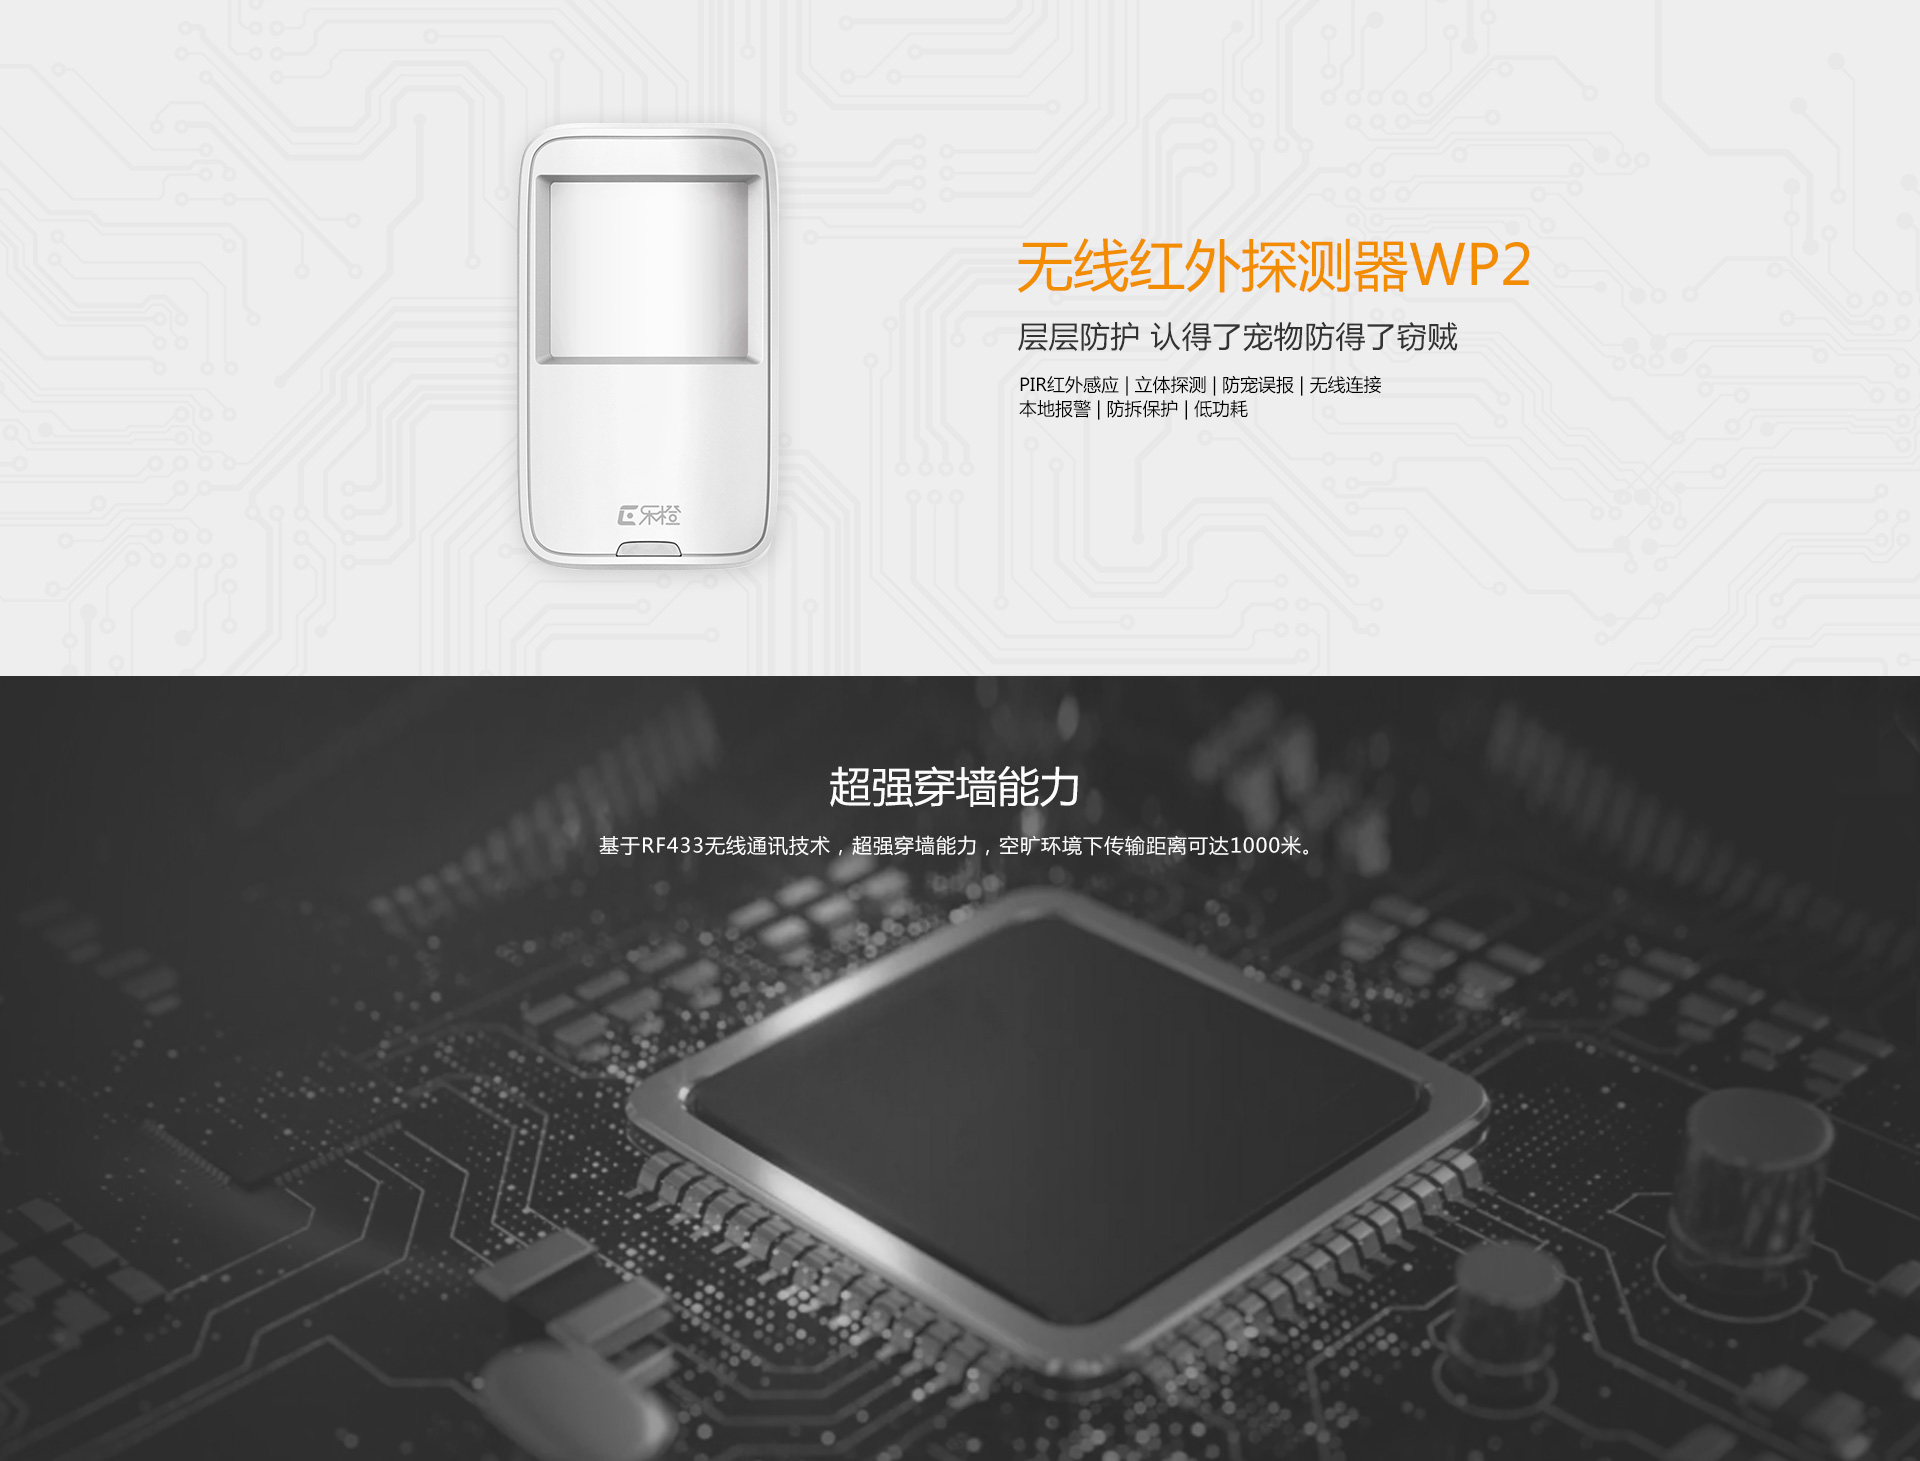 乐橙
无线红外探测器WP2
层层防护 认得了宠物防得了窃贼
PIR红外感应 | 立体探测 | 防宠误报 | 无线连接
本地报警 | 防拆保护 | 低功耗
超强穿墙能力
基于RF433无线通讯技术，超强穿墙能力，空旷环境下传输距离可达1000米。